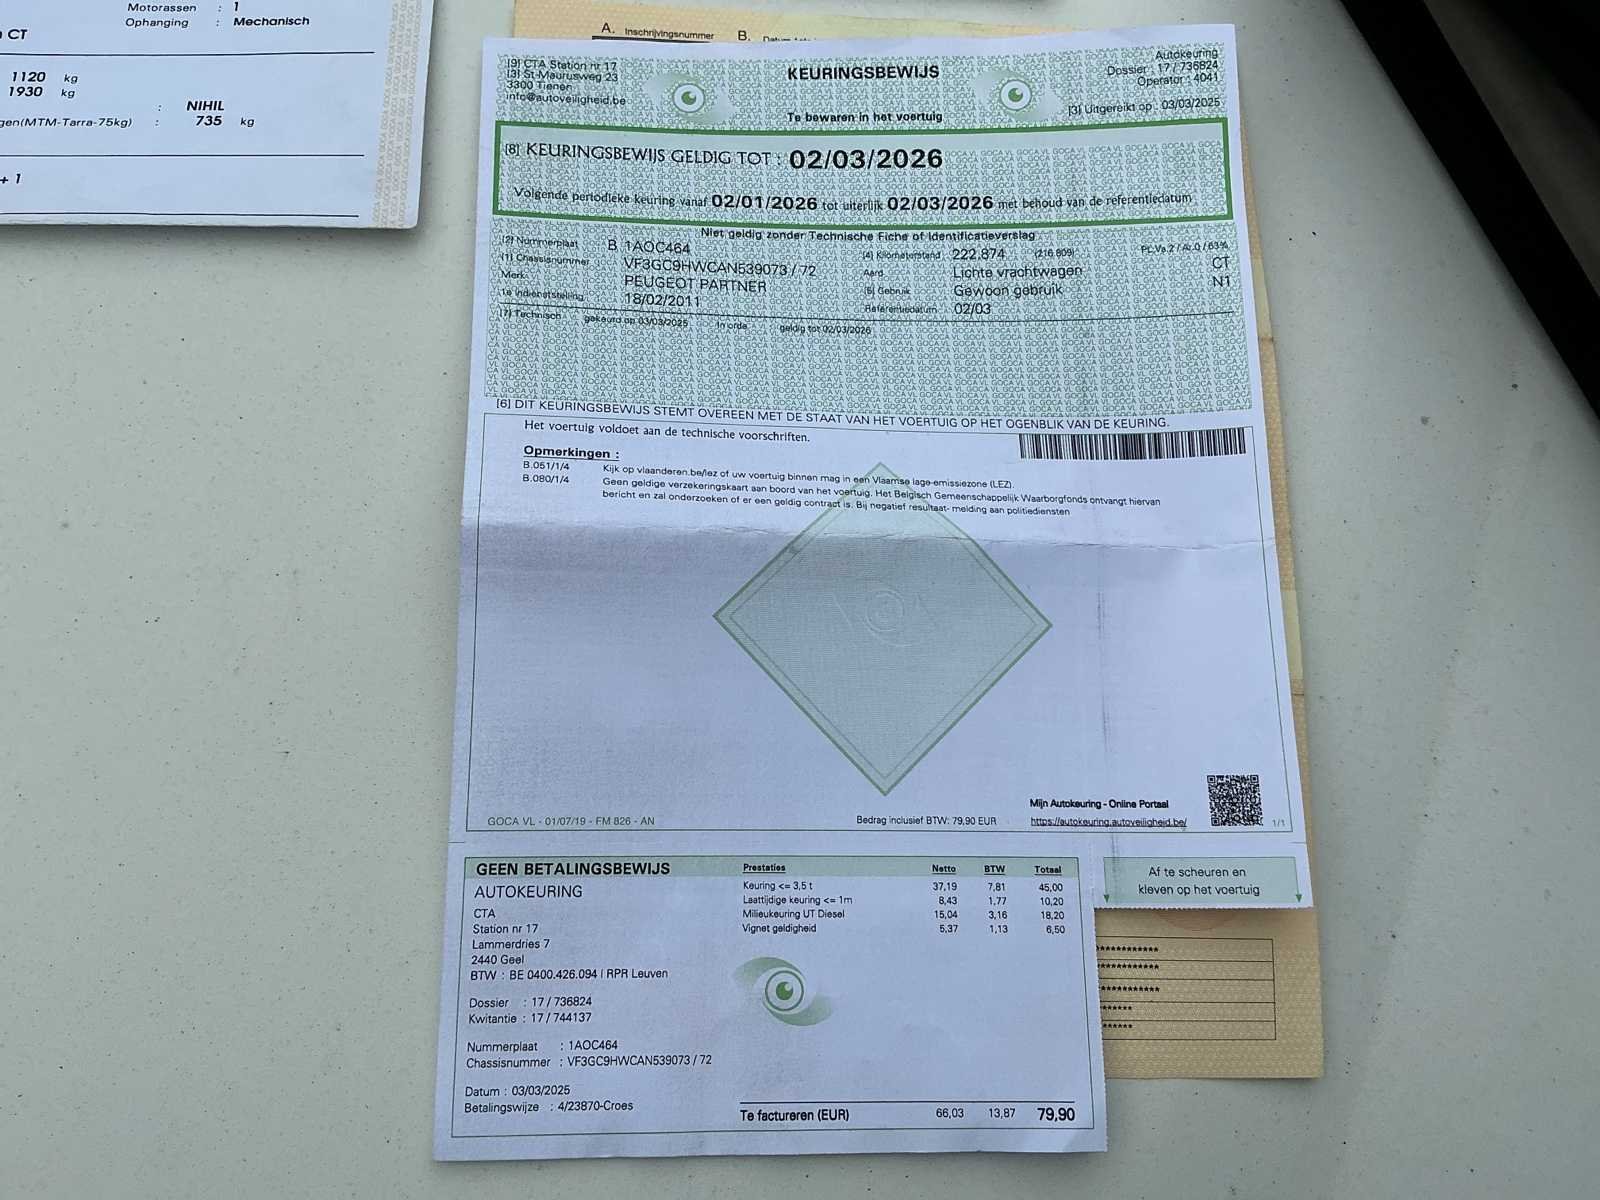 Motorassen : 1
Ophanging : Mechanisch
CT
1120 kg
1930 kg
: NIHIL
gen(MTM-Tarra-75kg) : 735 kg
+ 1
A. Inschrijvingsnummer B.
[9] CTA Station nr 17
[3] St-Maurusweg 23
3300 Tienen
info@autoveiligheid.be
KEURINGSBEWIJS
Te bewaren in het voertuig
Autokeuring
Dossier : 17 / 736824
Operator : 4041
[3] Uitgereikt op : 03/03/2025
[8] KEURINGSBEWIJS GELDIG TOT : 02/03/2026
Volgende periodieke keuring vanaf 02/01/2026 tot uiterlijk 02/03/2026 met behoud van de referentiedatum
Niet geldig zonder Technische Fiche of Identificatieverslag
[2] Nummerplaat B 1AOC464 [4] Kilometerstand 222.874 (216.809) Pt.Va.2 / Ar.0 / 63%
[1] Chassisnummer VF3GC9HWCAN539073 / 72 Aard Lichte vrachtwagen CT
Merk PEUGEOT PARTNER [5] Gebruik Gewoon gebruik N1
1e indienststelling 18/02/2011 Referentiedatum 02/03
[7] Technisch gekeurd op 03/03/2025 In orde geldig tot 02/03/2026
[6] DIT KEURINGSBEWIJS STEMT OVEREEN MET DE STAAT VAN HET VOERTUIG OP HET OGENBLIK VAN DE KEURING.
Het voertuig voldoet aan de technische voorschriften.
Opmerkingen :
B.051/1/4 Kijk op vlaanderen.be/lez of uw voertuig binnen mag in een Vlaamse lage-emissiezone (LEZ).
B.080/1/4 Geen geldige verzekeringskaart aan boord van het voertuig. Het Belgisch Gemeenschappelijk Waarborgfonds ontvangt hiervan
bericht en zal onderzoeken of er een geldig contract is. Bij negatief resultaat- melding aan politiediensten
Mijn Autokeuring - Online Portaal
GOCA VL - 01/07/19 - FM 826 - AN Bedrag inclusief BTW: 79,90 EUR https://autokeuring.autoveiligheid.be/ 1/1
GEEN BETALINGSBEWIJS
AUTOKEURING
CTA
Station nr 17
Lammerdries 7
2440 Geel
BTW : BE 0400.426.094 | RPR Leuven
Dossier : 17 / 736824
Kwitantie : 17 / 744137
Nummerplaat : 1AOC464
Chassisnummer : VF3GC9HWCAN539073 / 72
Datum : 03/03/2025
Betalingswijze : 4/23870-Croes
Prestaties Netto BTW Totaal
Keuring <= 3,5 t 37,19 7,81 45,00
Laattijdige keuring <= 1m 8,43 1,77 10,20
Milieukeuring UT Diesel 15,04 3,16 18,20
Vignet geldigheid 5,37 1,13 6,50
Te factureren (EUR) 66,03 13,87 79,90
Af te scheuren en
kleven op het voertuig